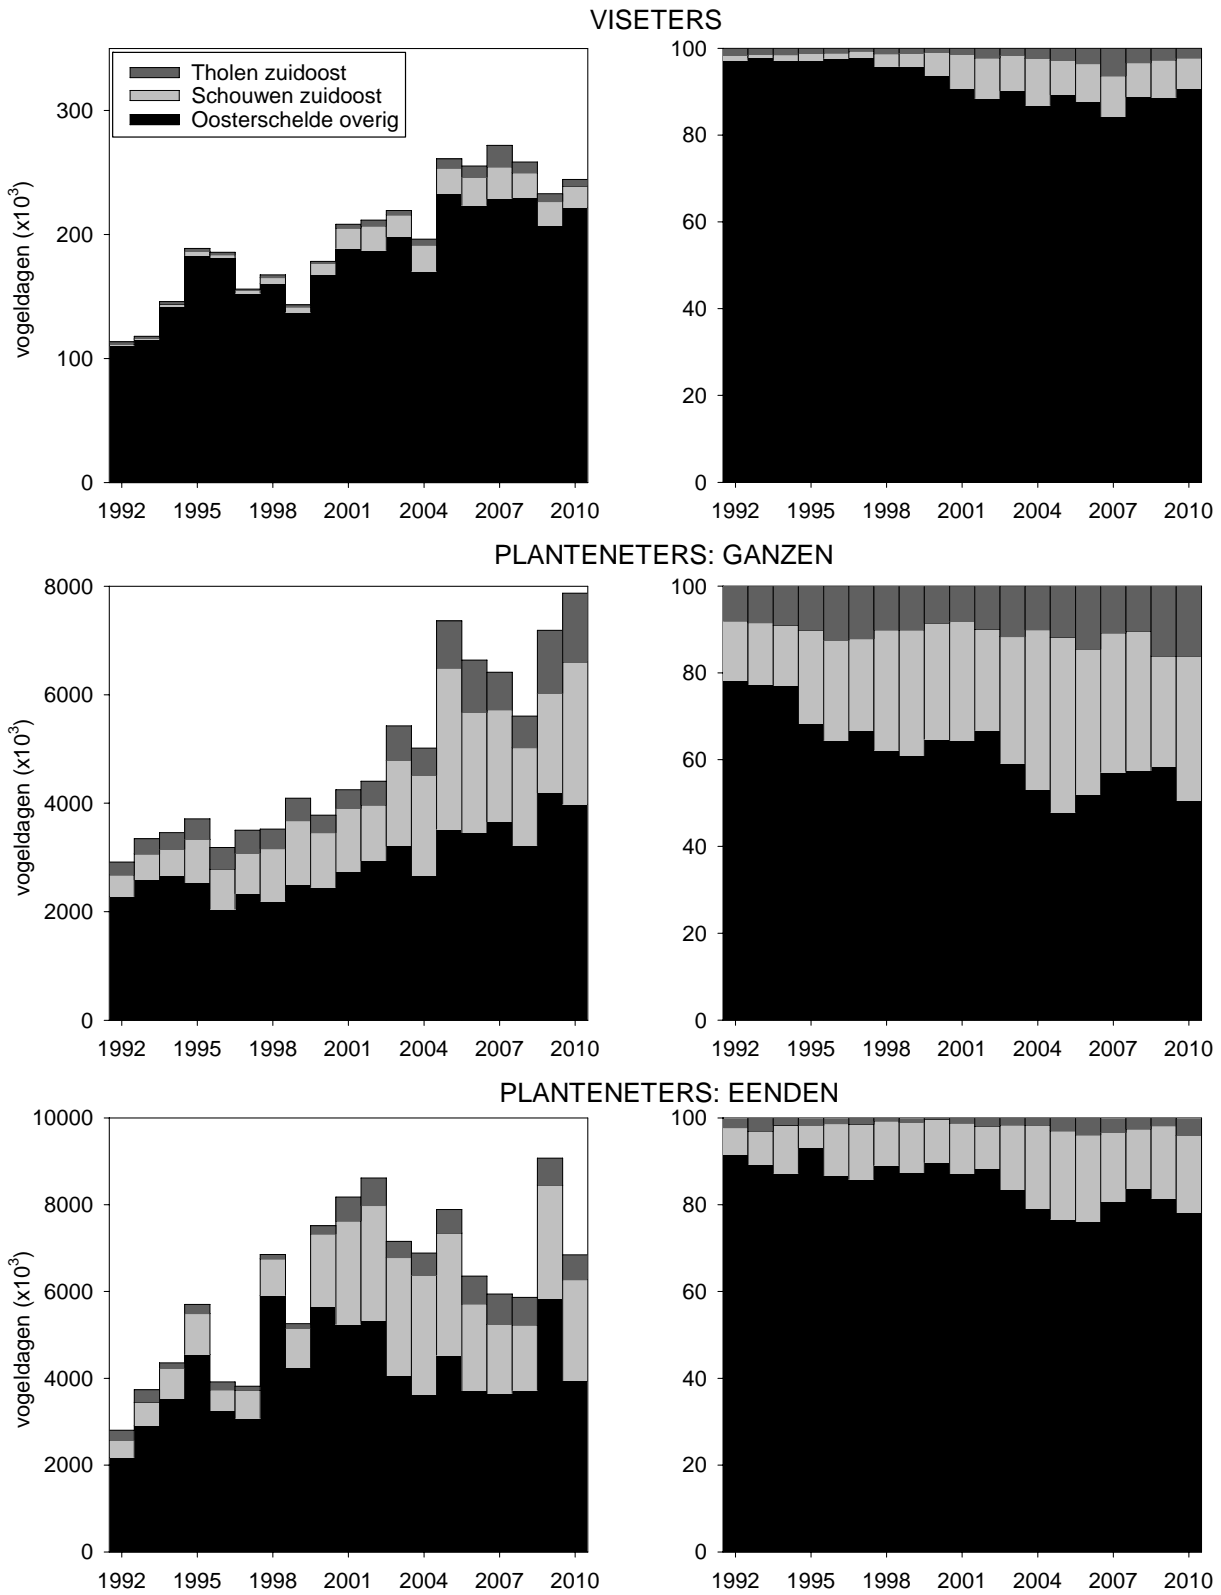 VISETERS
Tholen zuidoost
Schouwen zuidoost
Oosterschelde overig
vogeldagen (x10³)
300
200
100
0
1992 1995 1998 2001 2004 2007 2010
100
80
60
40
20
0
1992 1995 1998 2001 2004 2007 2010
PLANTENETERS: GANZEN
vogeldagen (x10³)
8000
6000
4000
2000
0
1992 1995 1998 2001 2004 2007 2010
100
80
60
40
20
0
1992 1995 1998 2001 2004 2007 2010
PLANTENETERS: EENDEN
vogeldagen (x10³)
10000
8000
6000
4000
2000
0
1992 1995 1998 2001 2004 2007 2010
100
80
60
40
20
0
1992 1995 1998 2001 2004 2007 2010